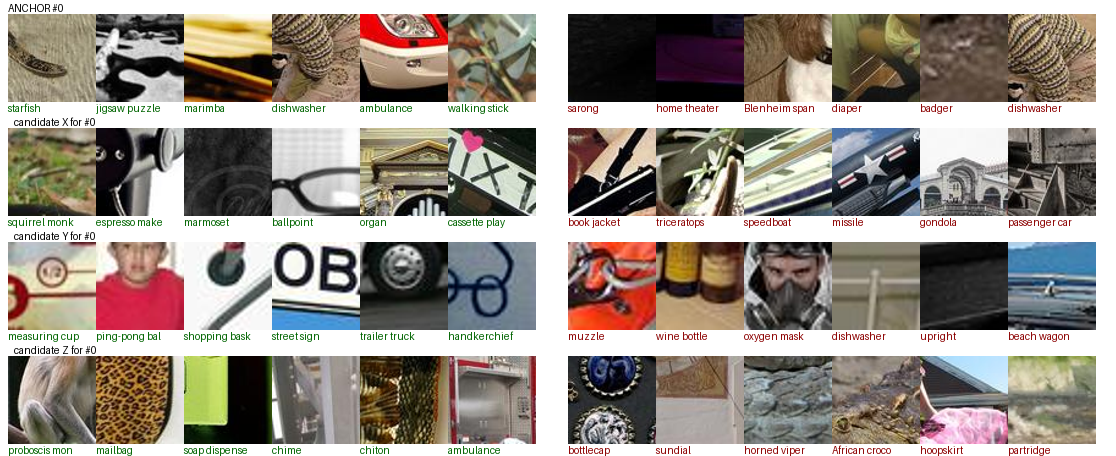 ANCHOR #0
starfish jigsaw puzzle marimba dishwasher ambulance walking stick sarong home theater Blenheim span diaper badger dishwasher
candidate X for #0
IXT
squirrel monk espresso make marmoset ballpoint organ cassette play book jacket triceratops speedboat missile gondola passenger car
candidate Y for #0
1/2 OB
measuring cup ping-pong bal shopping bask street sign trailer truck handkerchief muzzle wine bottle oxygen mask dishwasher upright beach wagon
candidate Z for #0
proboscis mon mailbag soap dispense chime chiton ambulance bottlecap sundial horned viper African croco hoopskirt partridge